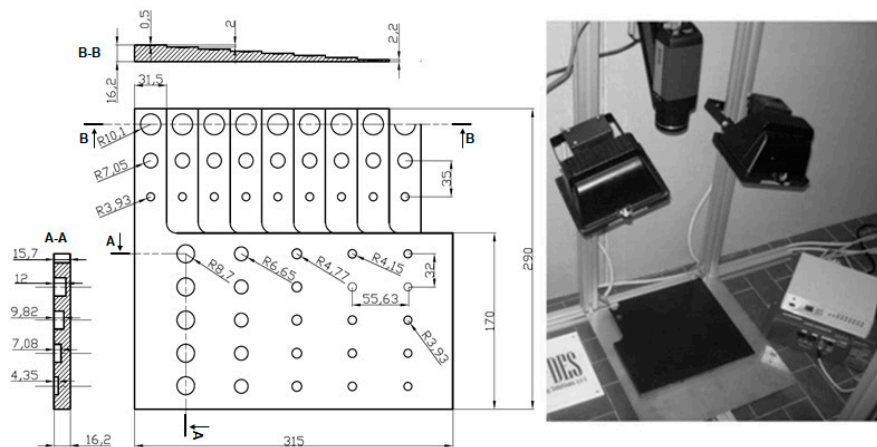 0,5
2
2,2
B-B
16,2
31,5
B
B
R10,1
R7,05
35
R3,93
A-A
A
15,7
R8,7
R6,65
R4,77
R4,15
32
290
12
55,63
170
9,82
R3,93
7,08
4,35
A
16,2
315
DES